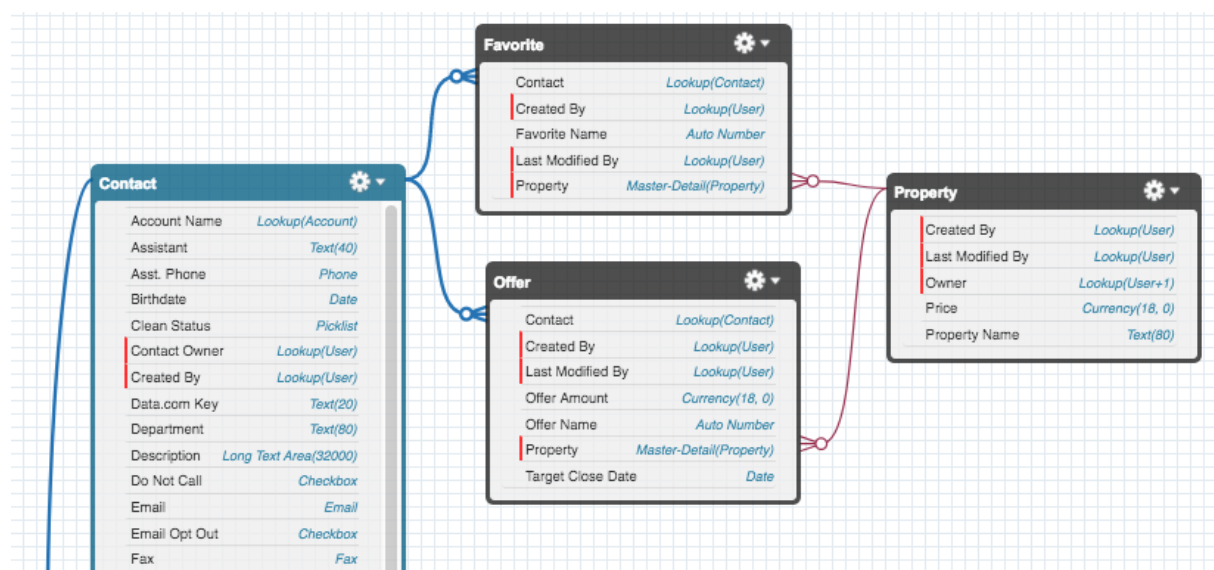 Favorite
Contact Lookup(Contact)
Created By Lookup(User)
Favorite Name Auto Number
Last Modified By Lookup(User)
Property Master-Detail(Property)
Contact
Account Name Lookup(Account)
Assistant Text(40)
Asst. Phone Phone
Birthdate Date
Clean Status Picklist
Contact Owner Lookup(User)
Created By Lookup(User)
Data.com Key Text(20)
Department Text(80)
Description Long Text Area(32000)
Do Not Call Checkbox
Email Email
Email Opt Out Checkbox
Fax Fax
Offer
Contact Lookup(Contact)
Created By Lookup(User)
Last Modified By Lookup(User)
Offer Amount Currency(18, 0)
Offer Name Auto Number
Property Master-Detail(Property)
Target Close Date Date
Property
Created By Lookup(User)
Last Modified By Lookup(User)
Owner Lookup(User+1)
Price Currency(18, 0)
Property Name Text(80)